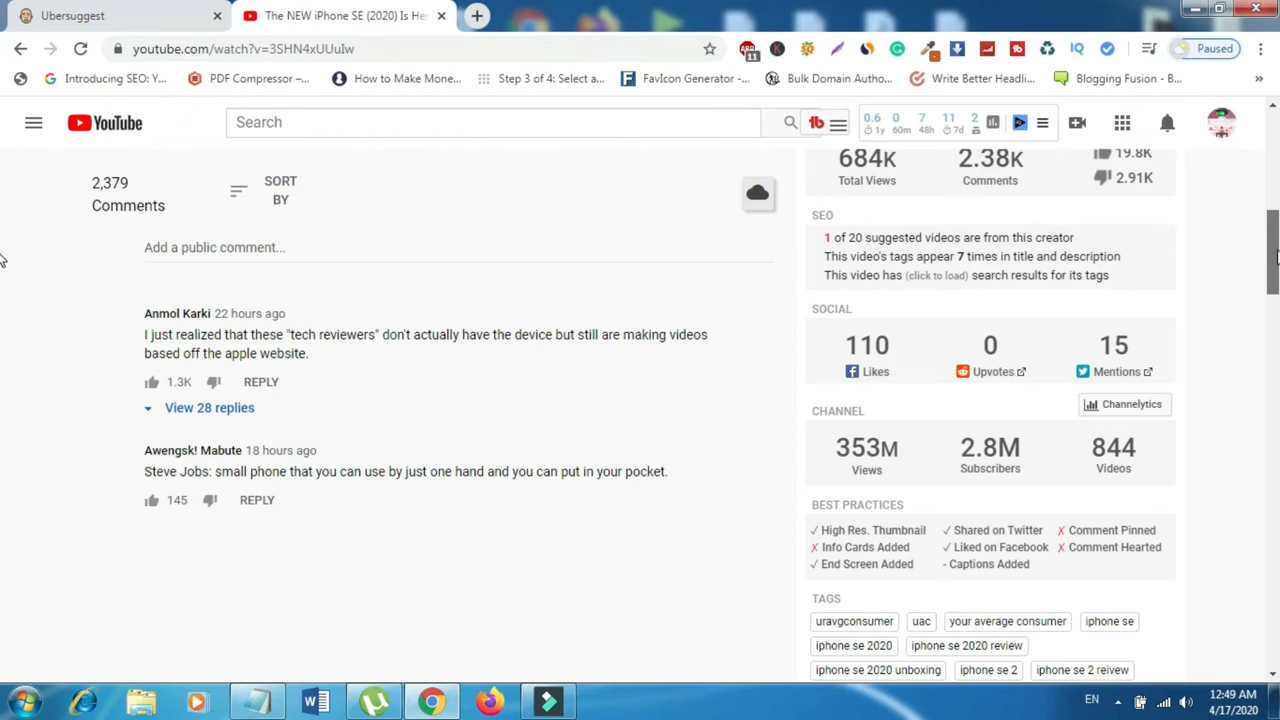 Ubersuggest
The NEW iPhone SE (2020) Is Her
youtube.com/watch?v=3SHN4xUUuIw
11
IQ
Paused
Introducing SEO: Y...
PDF Compressor –...
How to Make Mone...
Step 3 of 4: Select a...
FavIcon Generator –...
Bulk Domain Autho...
Write Better Headli...
Blogging Fusion - B...
YouTube
Search
tb
0.6 0 7 11 2
1y 60m 48h 7d
684K 2.38K 19.8K
Total Views Comments 2.91K
2,379
Comments
SORT
BY
Add a public comment...
Anmol Karki 22 hours ago
I just realized that these "tech reviewers" don't actually have the device but still are making videos
based off the apple website.
1.3K REPLY
View 28 replies
Awengsk! Mabute 18 hours ago
Steve Jobs: small phone that you can use by just one hand and you can put in your pocket.
145 REPLY
SEO
1 of 20 suggested videos are from this creator
This video's tags appear 7 times in title and description
This video has (click to load) search results for its tags
SOCIAL
110 0 15
Likes Upvotes Mentions
CHANNEL Channelytics
353M 2.8M 844
Views Subscribers Videos
BEST PRACTICES
✓ High Res. Thumbnail ✓ Shared on Twitter ✗ Comment Pinned
✗ Info Cards Added ✓ Liked on Facebook ✗ Comment Hearted
✓ End Screen Added - Captions Added
TAGS
uravgconsumer uac your average consumer iphone se
iphone se 2020 iphone se 2020 review
iphone se 2020 unboxing iphone se 2 iphone se 2 reivew
EN
12:49 AM
4/17/2020